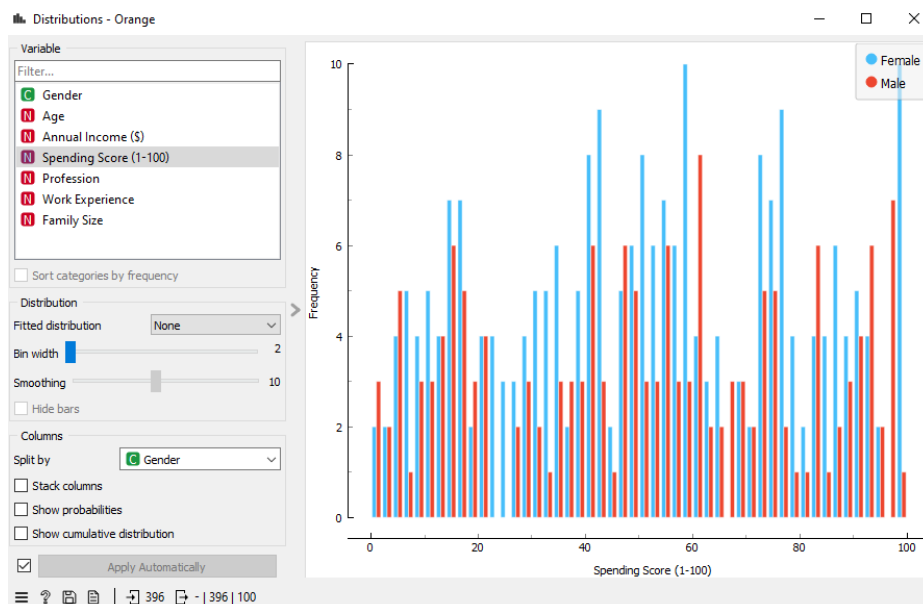 Distributions - Orange
Variable
Filter...
C Gender
N Age
N Annual Income ($)
N Spending Score (1-100)
N Profession
N Work Experience
N Family Size
Sort categories by frequency
Distribution
Fitted distribution None
Bin width 2
Smoothing 10
Hide bars
Columns
Split by C Gender
Stack columns
Show probabilities
Show cumulative distribution
Apply Automatically
396 - | 396 | 100
Female
Male
Frequency
10
8
6
4
2
0
0 20 40 60 80 100
Spending Score (1-100)